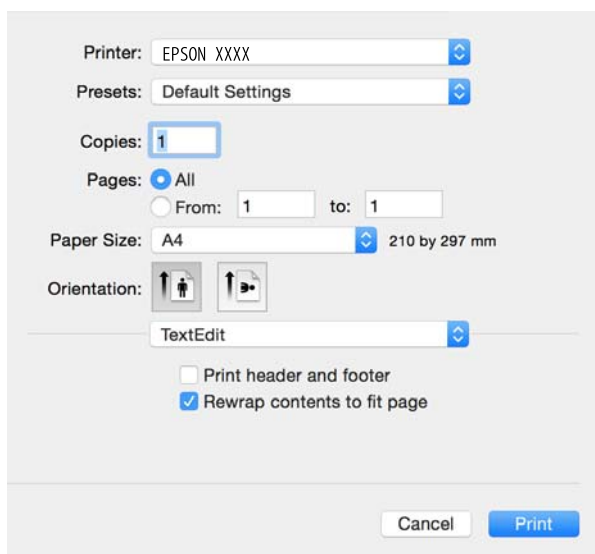 Printer: EPSON XXXX
Presets: Default Settings
Copies: 1
Pages: All
From: 1 to: 1
Paper Size: A4 210 by 297 mm
Orientation:
TextEdit
Print header and footer
Rewrap contents to fit page
Cancel Print